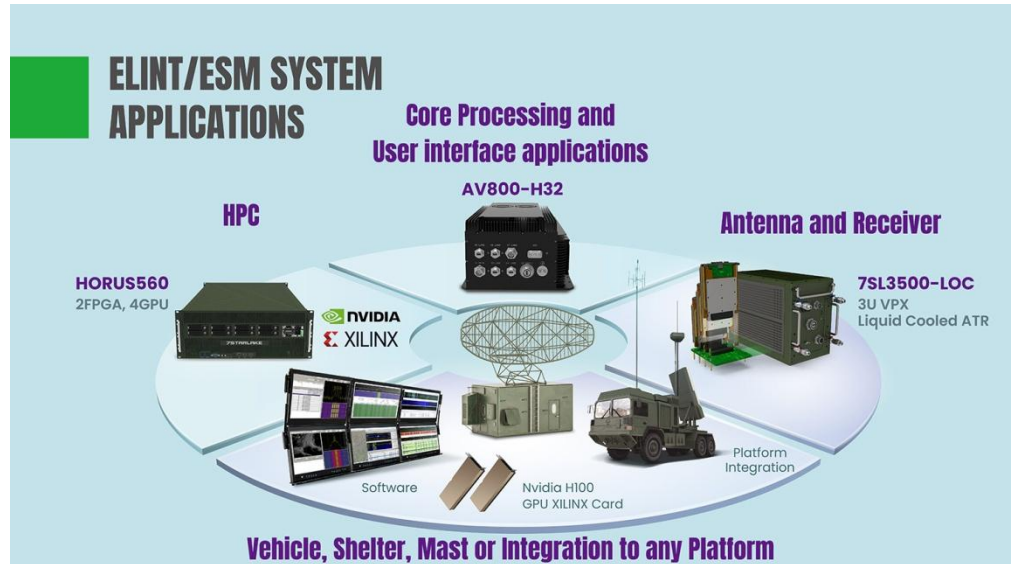 ELINT/ESM SYSTEM
APPLICATIONS
Core Processing and
User interface applications
AV800-H32
HPC
Antenna and Receiver
HORUS560
2FPGA, 4GPU
NVIDIA
XILINX
7STARLAKE
7SL3500-LOC
3U VPX
Liquid Cooled ATR
Software
Nvidia H100
GPU XILINX Card
Platform
Integration
Vehicle, Shelter, Mast or Integration to any Platform